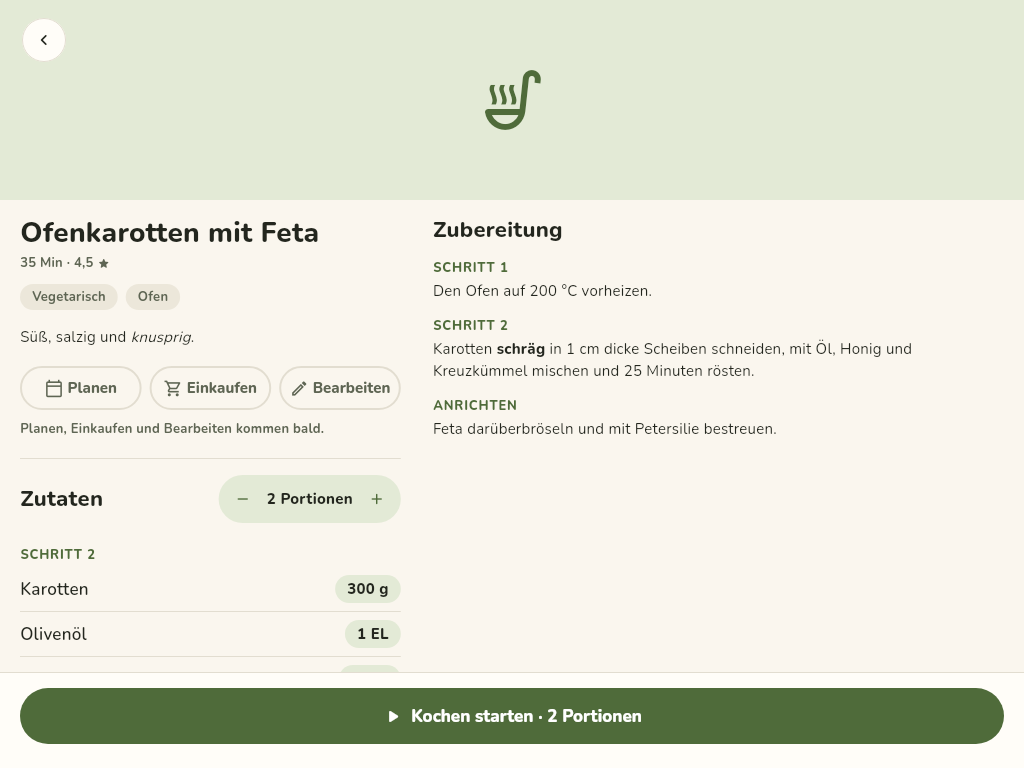 Ofenkarotten mit Feta
35 Min · 4,5 ★
Vegetarisch
Ofen
Süß, salzig und knusprig.
Planen
Einkaufen
Bearbeiten
Planen, Einkaufen und Bearbeiten kommen bald.
Zutaten
− 2 Portionen +
SCHRITT 2
Karotten 300 g
Olivenöl 1 EL
Zubereitung
SCHRITT 1
Den Ofen auf 200 °C vorheizen.
SCHRITT 2
Karotten schräg in 1 cm dicke Scheiben schneiden, mit Öl, Honig und
Kreuzkümmel mischen und 25 Minuten rösten.
ANRICHTEN
Feta darüberbröseln und mit Petersilie bestreuen.
Kochen starten · 2 Portionen